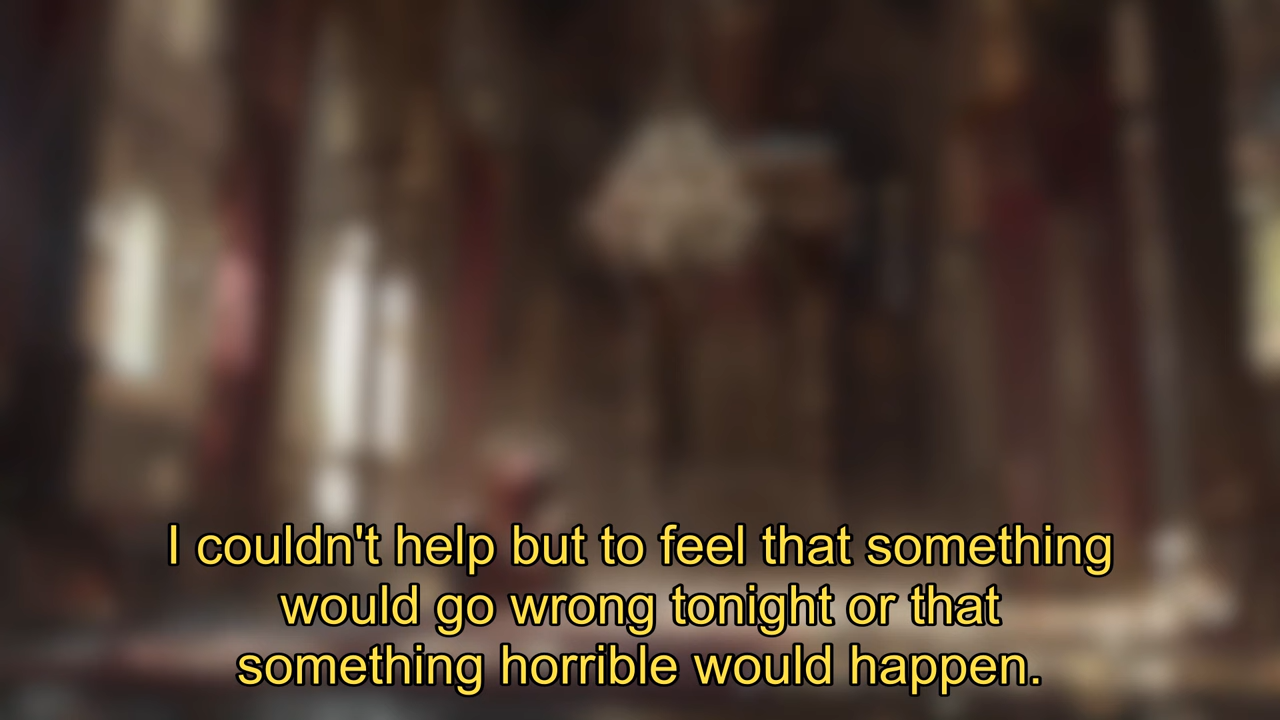 I couldn't help but to feel that something
would go wrong tonight or that
something horrible would happen.